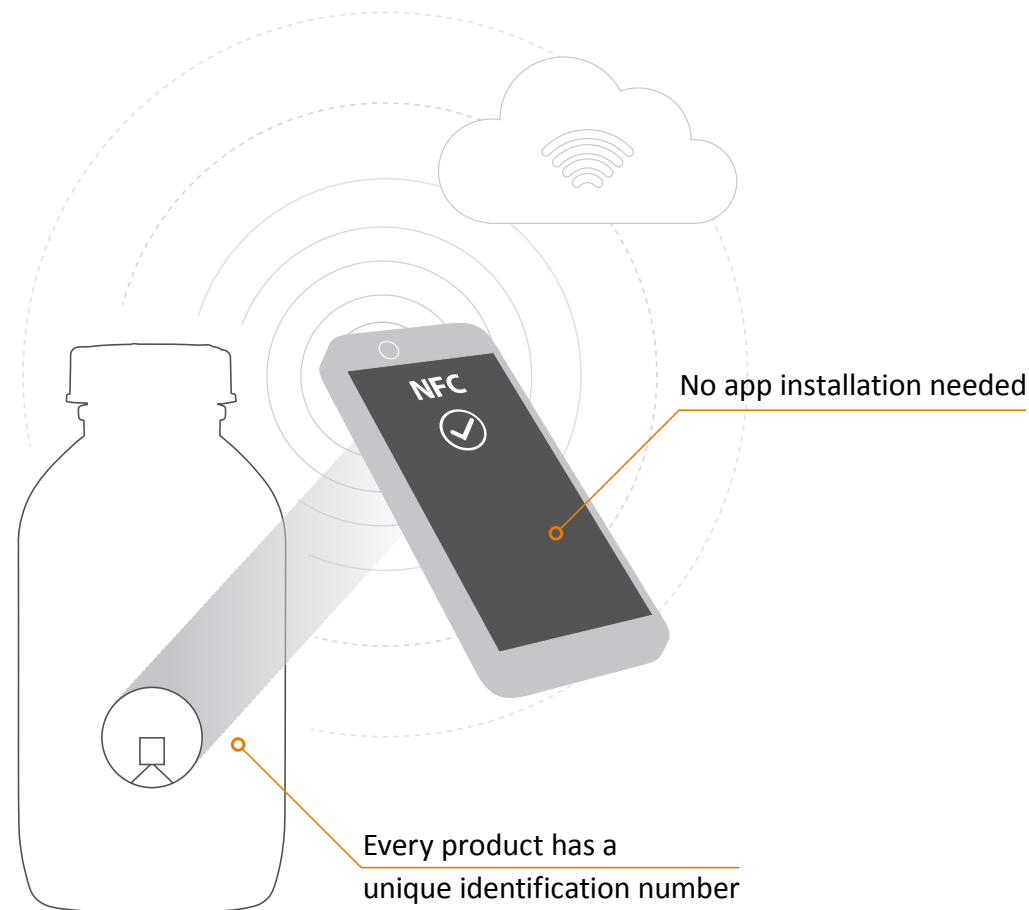 NFC
No app installation needed
Every product has a
unique identification number